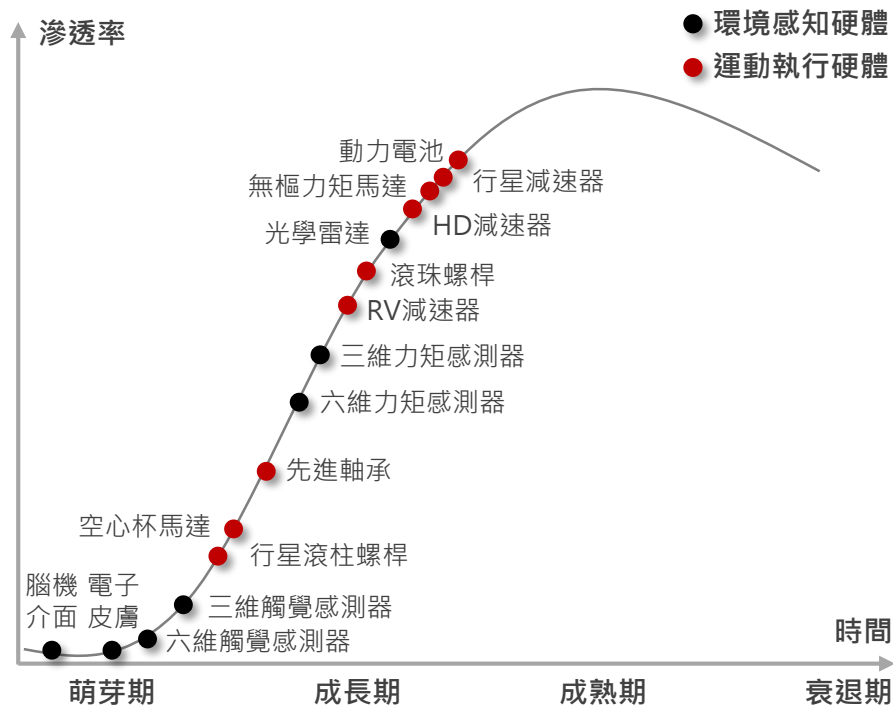 滲透率
環境感知硬體
運動執行硬體
動力電池
行星減速器
無樞力矩馬達
HD減速器
光學雷達
滾珠螺桿
RV減速器
三維力矩感測器
六維力矩感測器
先進軸承
空心杯馬達
行星滾柱螺桿
腦機 電子
介面 皮膚
三維觸覺感測器
六維觸覺感測器
時間
萌芽期
成長期
成熟期
衰退期